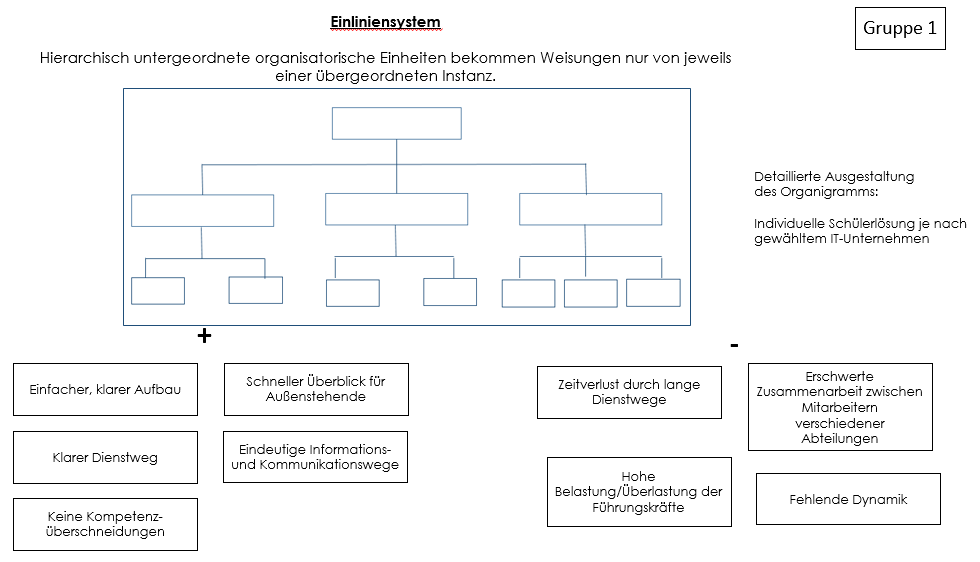 Einliniensystem
Gruppe 1
Hierarchisch untergeordnete organisatorische Einheiten bekommen Weisungen nur von jeweils
einer übergeordneten Instanz.
Detaillierte Ausgestaltung
des Organigramms:
Individuelle Schülerlösung je nach
gewähltem IT-Unternehmen
+
-
Einfacher, klarer Aufbau
Schneller Überblick für
Außenstehende
Klarer Dienstweg
Eindeutige Informations-
und Kommunikationswege
Keine Kompetenz-
überschneidungen
Zeitverlust durch lange
Dienstwege
Erschwerte
Zusammenarbeit zwischen
Mitarbeitern
verschiedener
Abteilungen
Hohe
Belastung/Überlastung der
Führungskräfte
Fehlende Dynamik